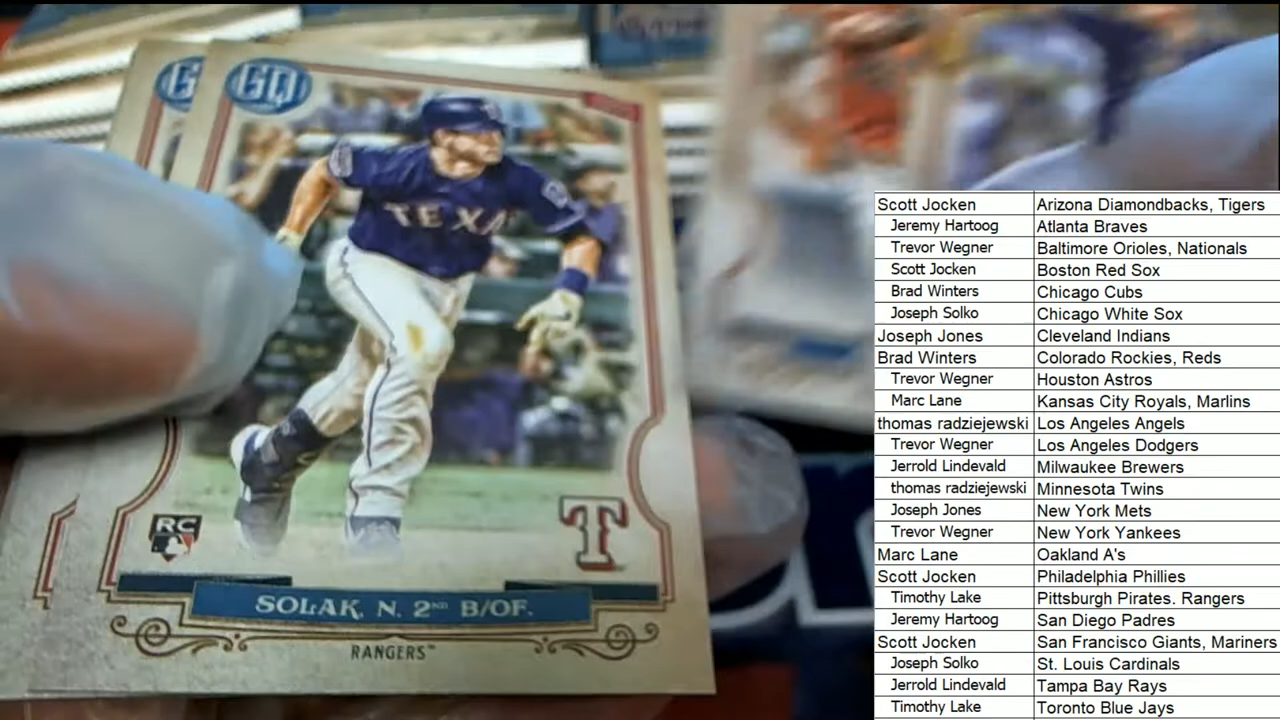 GQ
GQ
TEXA
RC
T
SOLAK, N. 2ND B/OF.
RANGERS™
Scott Jocken Arizona Diamondbacks, Tigers
Jeremy Hartoog Atlanta Braves
Trevor Wegner Baltimore Orioles, Nationals
Scott Jocken Boston Red Sox
Brad Winters Chicago Cubs
Joseph Solko Chicago White Sox
Joseph Jones Cleveland Indians
Brad Winters Colorado Rockies, Reds
Trevor Wegner Houston Astros
Marc Lane Kansas City Royals, Marlins
thomas radziejewski Los Angeles Angels
Trevor Wegner Los Angeles Dodgers
Jerrold Lindevald Milwaukee Brewers
thomas radziejewski Minnesota Twins
Joseph Jones New York Mets
Trevor Wegner New York Yankees
Marc Lane Oakland A's
Scott Jocken Philadelphia Phillies
Timothy Lake Pittsburgh Pirates. Rangers
Jeremy Hartoog San Diego Padres
Scott Jocken San Francisco Giants, Mariners
Joseph Solko St. Louis Cardinals
Jerrold Lindevald Tampa Bay Rays
Timothy Lake Toronto Blue Jays